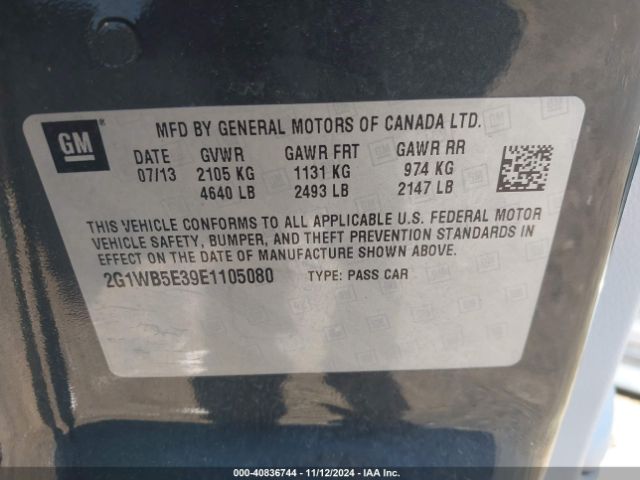 GM ®
MFD BY GENERAL MOTORS OF CANADA LTD.
DATE GVWR GAWR FRT GAWR RR
07/13 2105 KG 1131 KG 974 KG
4640 LB 2493 LB 2147 LB
THIS VEHICLE CONFORMS TO ALL APPLICABLE U.S. FEDERAL MOTOR
VEHICLE SAFETY, BUMPER, AND THEFT PREVENTION STANDARDS IN
EFFECT ON THE DATE OF MANUFACTURE SHOWN ABOVE.
2G1WB5E39E1105080 TYPE: PASS CAR
000-40836744 - 11/12/2024 - IAA Inc.